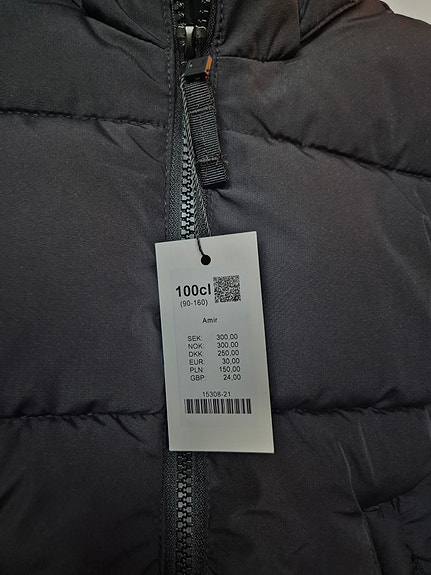 100cl
(90-160)
Amir
SEK: 300,00
NOK: 300,00
DKK: 250,00
EUR: 30,00
PLN: 150,00
GBP: 24,00
15308-21